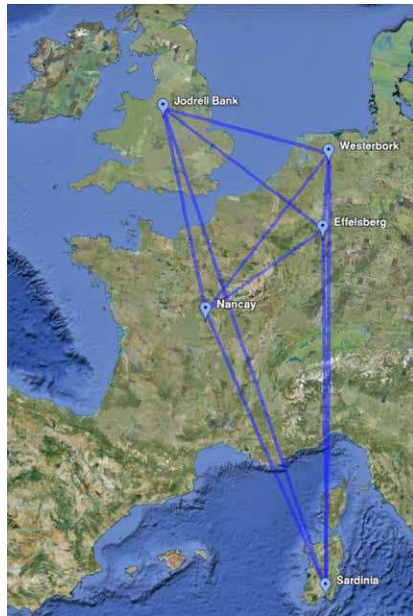 Jodrell Bank
Westerbork
Effelsberg
Nancay
Sardinia